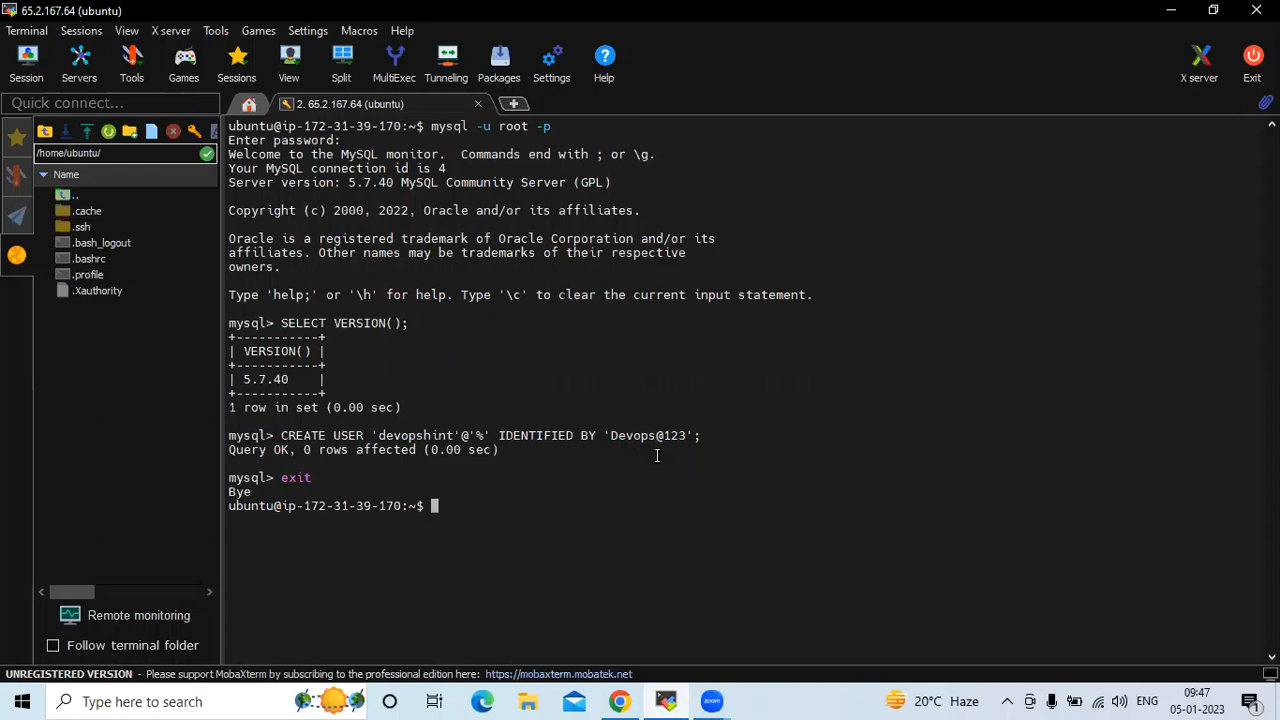 65.2.167.64 (ubuntu)
Terminal Sessions View X server Tools Games Settings Macros Help
Session Servers Tools Games Sessions View Split MultiExec Tunneling Packages Settings Help X server Exit
Quick connect...
2. 65.2.167.64 (ubuntu)
/home/ubuntu/
Name
..
.cache
.ssh
.bash_logout
.bashrc
.profile
.Xauthority
Remote monitoring
Follow terminal folder
ubuntu@ip-172-31-39-170:~$ mysql -u root -p
Enter password:
Welcome to the MySQL monitor.  Commands end with ; or \g.
Your MySQL connection id is 4
Server version: 5.7.40 MySQL Community Server (GPL)
Copyright (c) 2000, 2022, Oracle and/or its affiliates.
Oracle is a registered trademark of Oracle Corporation and/or its
affiliates. Other names may be trademarks of their respective
owners.
Type 'help;' or '\h' for help. Type '\c' to clear the current input statement.
mysql> SELECT VERSION();
+-----------+
| VERSION() |
+-----------+
| 5.7.40    |
+-----------+
1 row in set (0.00 sec)
mysql> CREATE USER 'devopshint'@'%' IDENTIFIED BY 'Devops@123';
Query OK, 0 rows affected (0.00 sec)
mysql> exit
Bye
ubuntu@ip-172-31-39-170:~$
UNREGISTERED VERSION - Please support MobaXterm by subscribing to the professional edition here: https://mobaxterm.mobatek.net
Type here to search
20°C Haze
ENG
09:47
05-01-2023
1